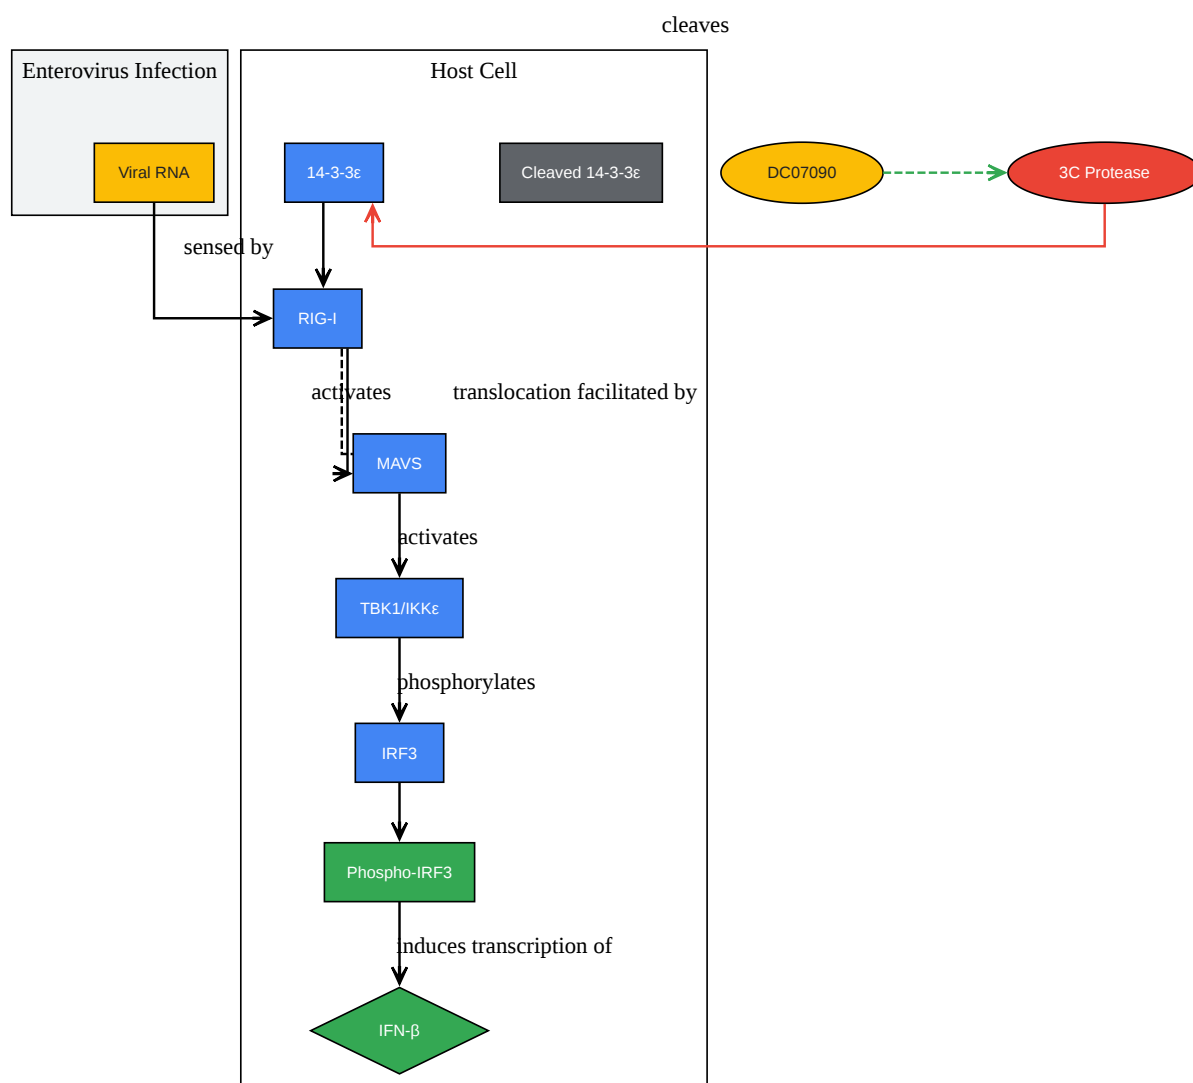 cleaves
Enterovirus Infection
Host Cell
Viral RNA
14-3-3ε
Cleaved 14-3-3ε
DC07090
3C Protease
sensed by
RIG-I
activates
translocation facilitated by
MAVS
activates
TBK1/IKKε
phosphorylates
IRF3
Phospho-IRF3
induces transcription of
IFN-β